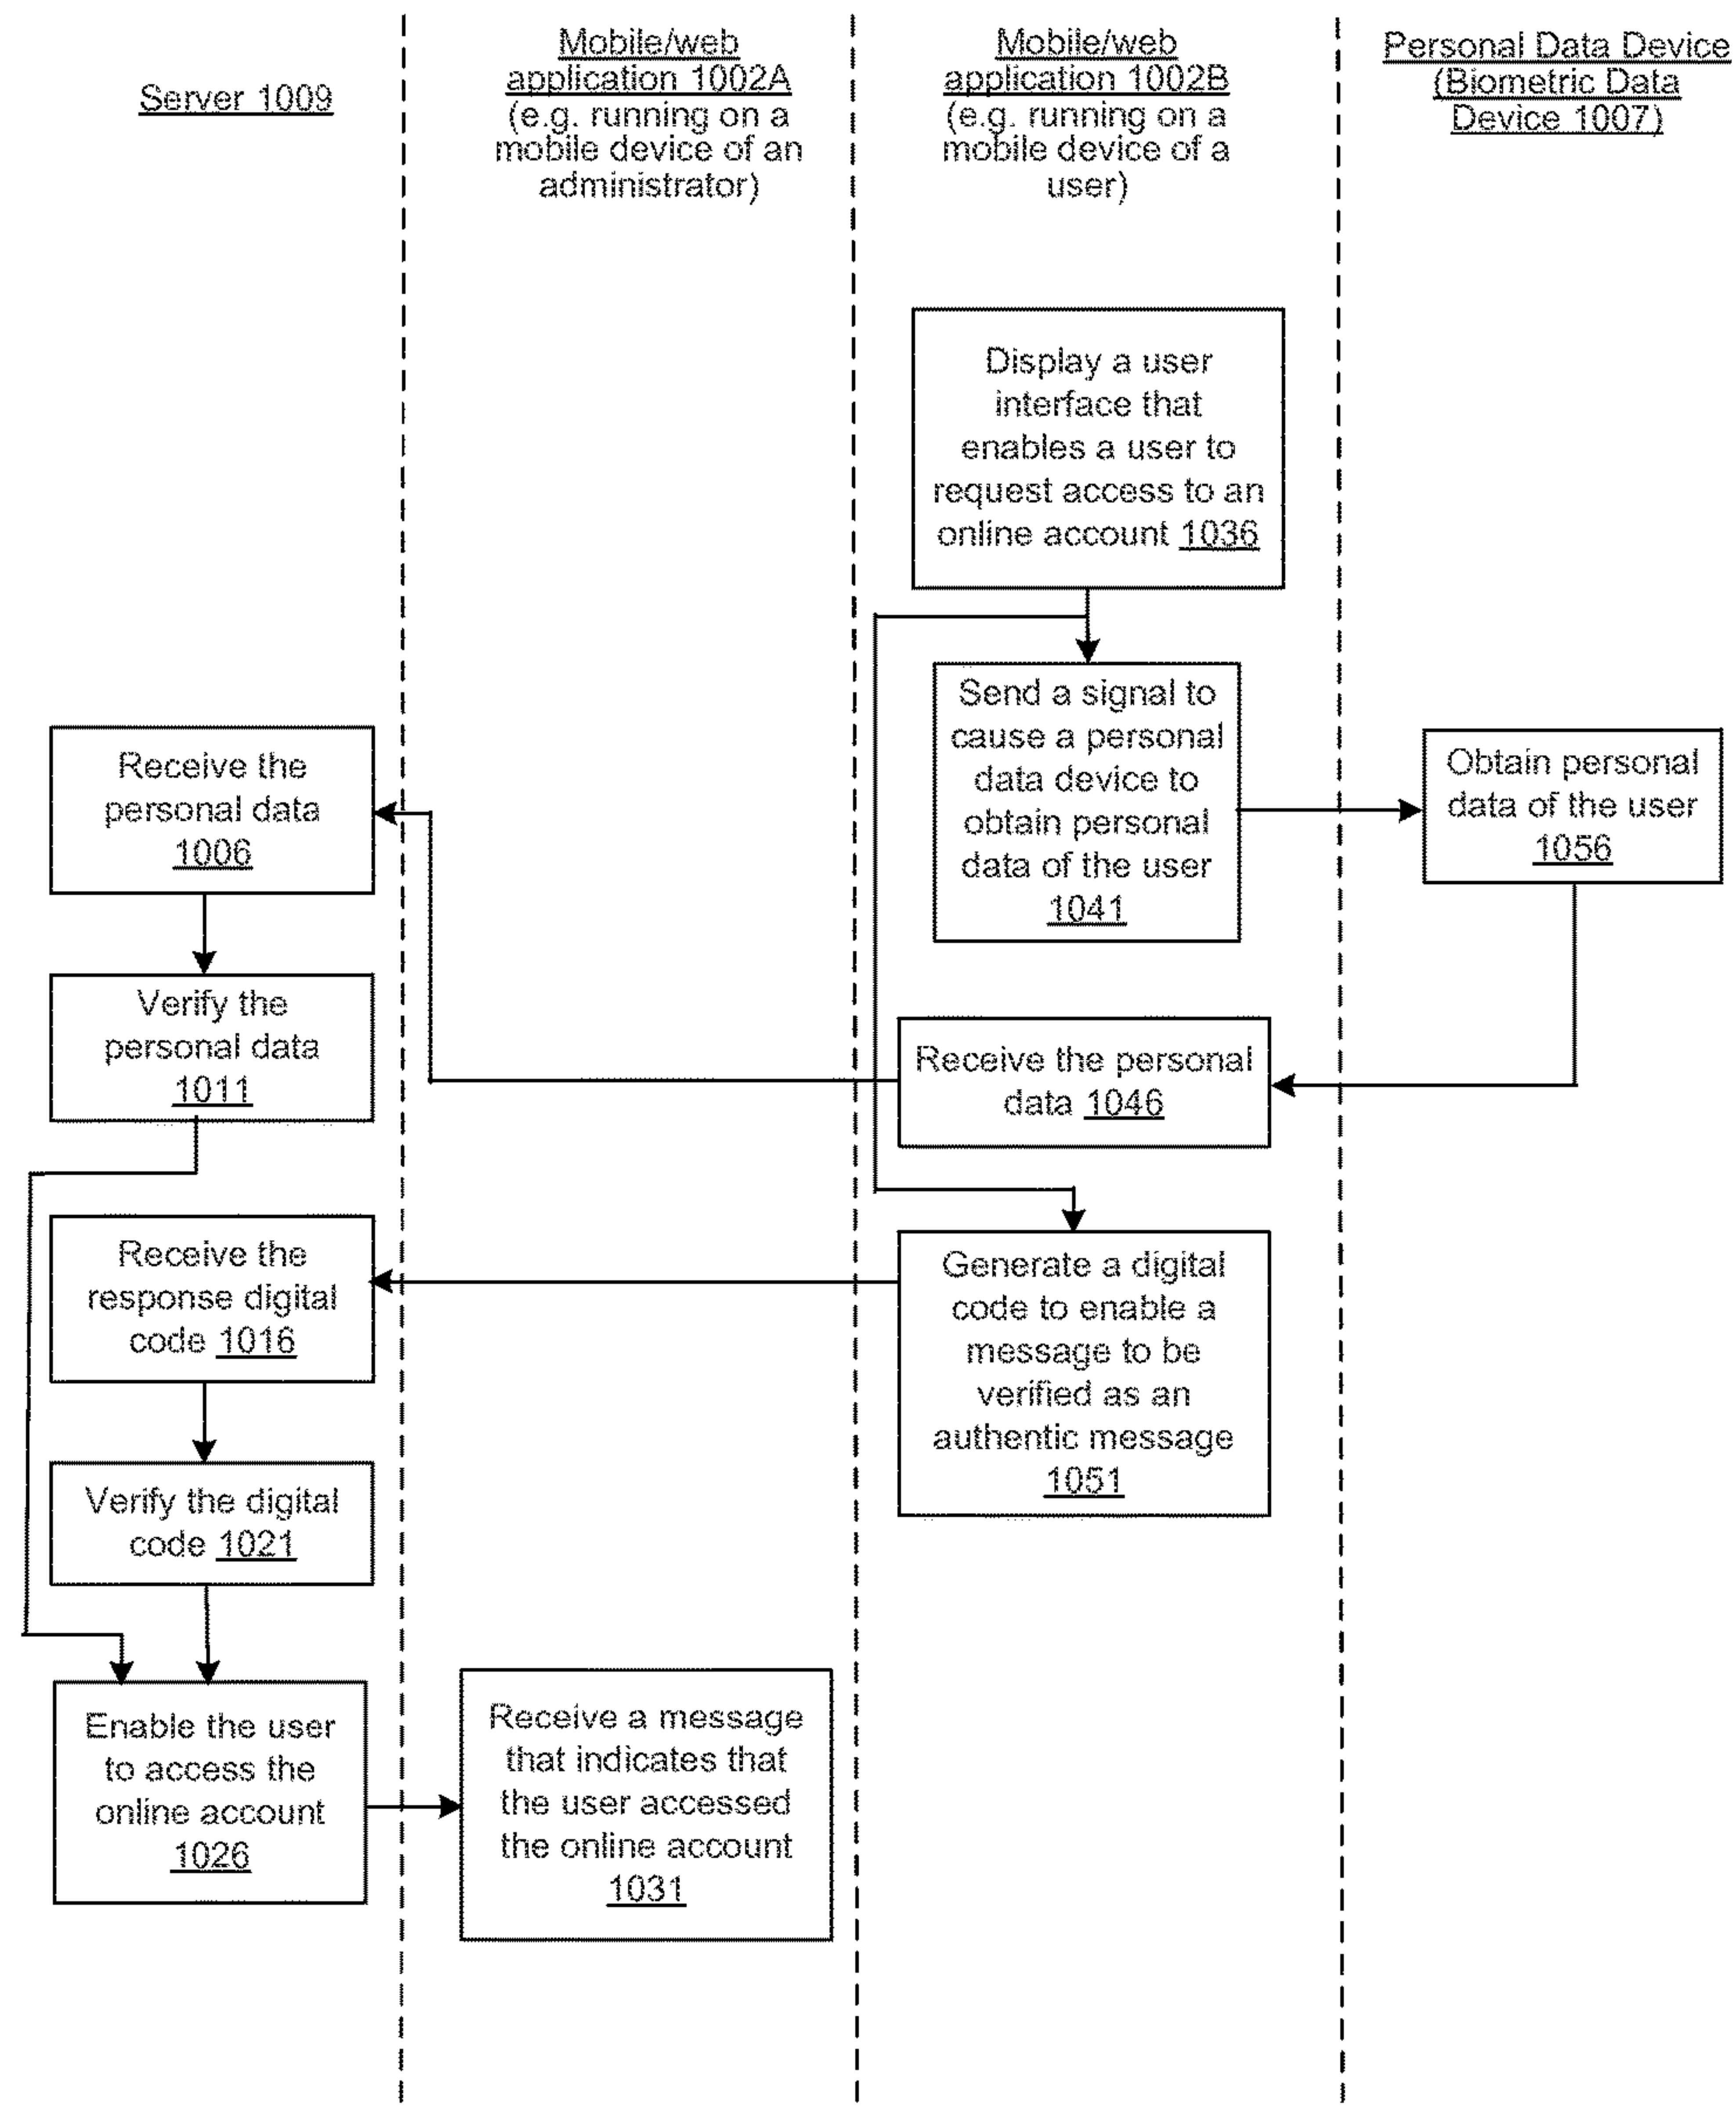 Server 1009
Mobile/web
application 1002A
(e.g. running on a
mobile device of an
administrator)
Mobile/web
application 1002B
(e.g. running on a
mobile device of a
user)
Personal Data Device
(Biometric Data
Device 1007)
Display a user
interface that
enables a user to
request access to an
online account 1036
Send a signal to
cause a personal
data device to
obtain personal
data of the user
1041
Obtain personal
data of the user
1056
Receive the
personal data
1006
Verify the
personal data
1011
Receive the personal
data 1046
Receive the
response digital
code 1016
Generate a digital
code to enable a
message to be
verified as an
authentic message
1051
Verify the digital
code 1021
Enable the user
to access the
online account
1026
Receive a message
that indicates that
the user accessed
the online account
1031